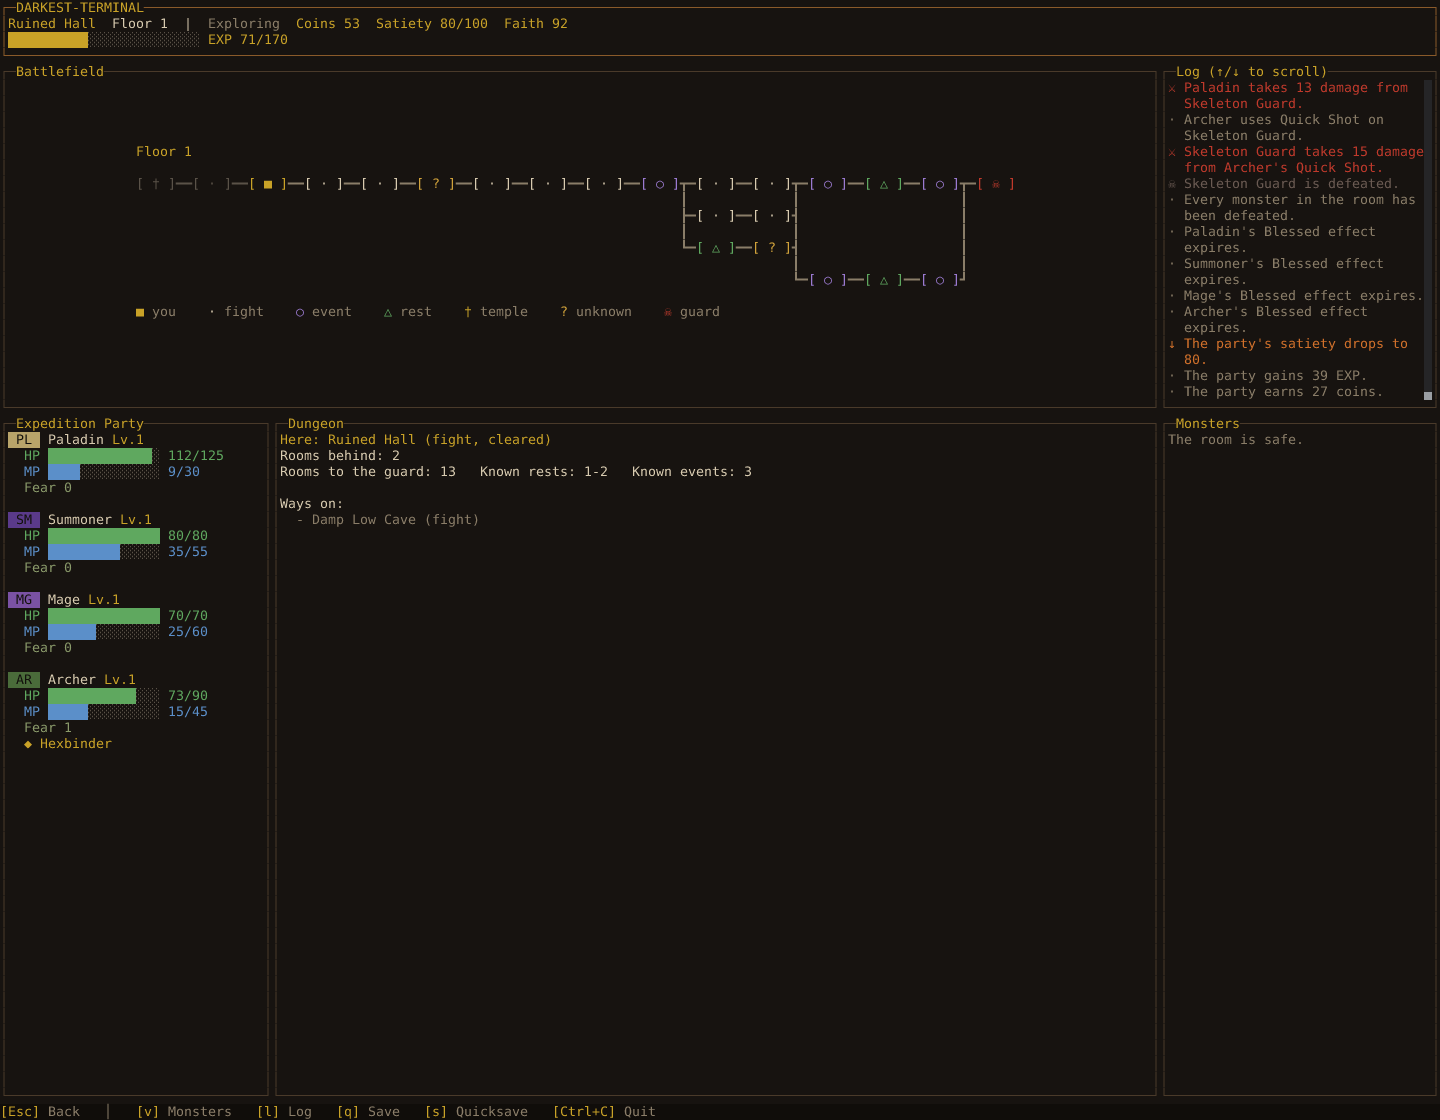 DARKEST-TERMINAL
Ruined Hall  Floor 1  |  Exploring  Coins 53  Satiety 80/100  Faith 92
EXP 71/170
Battlefield
Floor 1
[ † ]──[ · ]──[ ■ ]──[ · ]──[ · ]──[ ? ]──[ · ]──[ · ]──[ · ]──[ ○ ]┬─[ · ]──[ · ]┬─[ ○ ]──[ △ ]──[ ○ ]┬─[ ☠ ]
├─[ · ]──[ · ]┤
└─[ △ ]──[ ? ]┤
└─[ ○ ]──[ △ ]──[ ○ ]┘
■ you    · fight    ○ event    △ rest    † temple    ? unknown    ☠ guard
Log (↑/↓ to scroll)
⚔ Paladin takes 13 damage from
Skeleton Guard.
· Archer uses Quick Shot on
Skeleton Guard.
⚔ Skeleton Guard takes 15 damage
from Archer's Quick Shot.
☠ Skeleton Guard is defeated.
· Every monster in the room has
been defeated.
· Paladin's Blessed effect
expires.
· Summoner's Blessed effect
expires.
· Mage's Blessed effect expires.
· Archer's Blessed effect
expires.
↓ The party's satiety drops to
80.
· The party gains 39 EXP.
· The party earns 27 coins.
Expedition Party
PL Paladin Lv.1
HP 112/125
MP 9/30
Fear 0
SM Summoner Lv.1
HP 80/80
MP 35/55
Fear 0
MG Mage Lv.1
HP 70/70
MP 25/60
Fear 0
AR Archer Lv.1
HP 73/90
MP 15/45
Fear 1
◆ Hexbinder
Dungeon
Here: Ruined Hall (fight, cleared)
Rooms behind: 2
Rooms to the guard: 13   Known rests: 1-2   Known events: 3
Ways on:
- Damp Low Cave (fight)
Monsters
The room is safe.
[Esc] Back   │   [v] Monsters   [l] Log   [q] Save   [s] Quicksave   [Ctrl+C] Quit